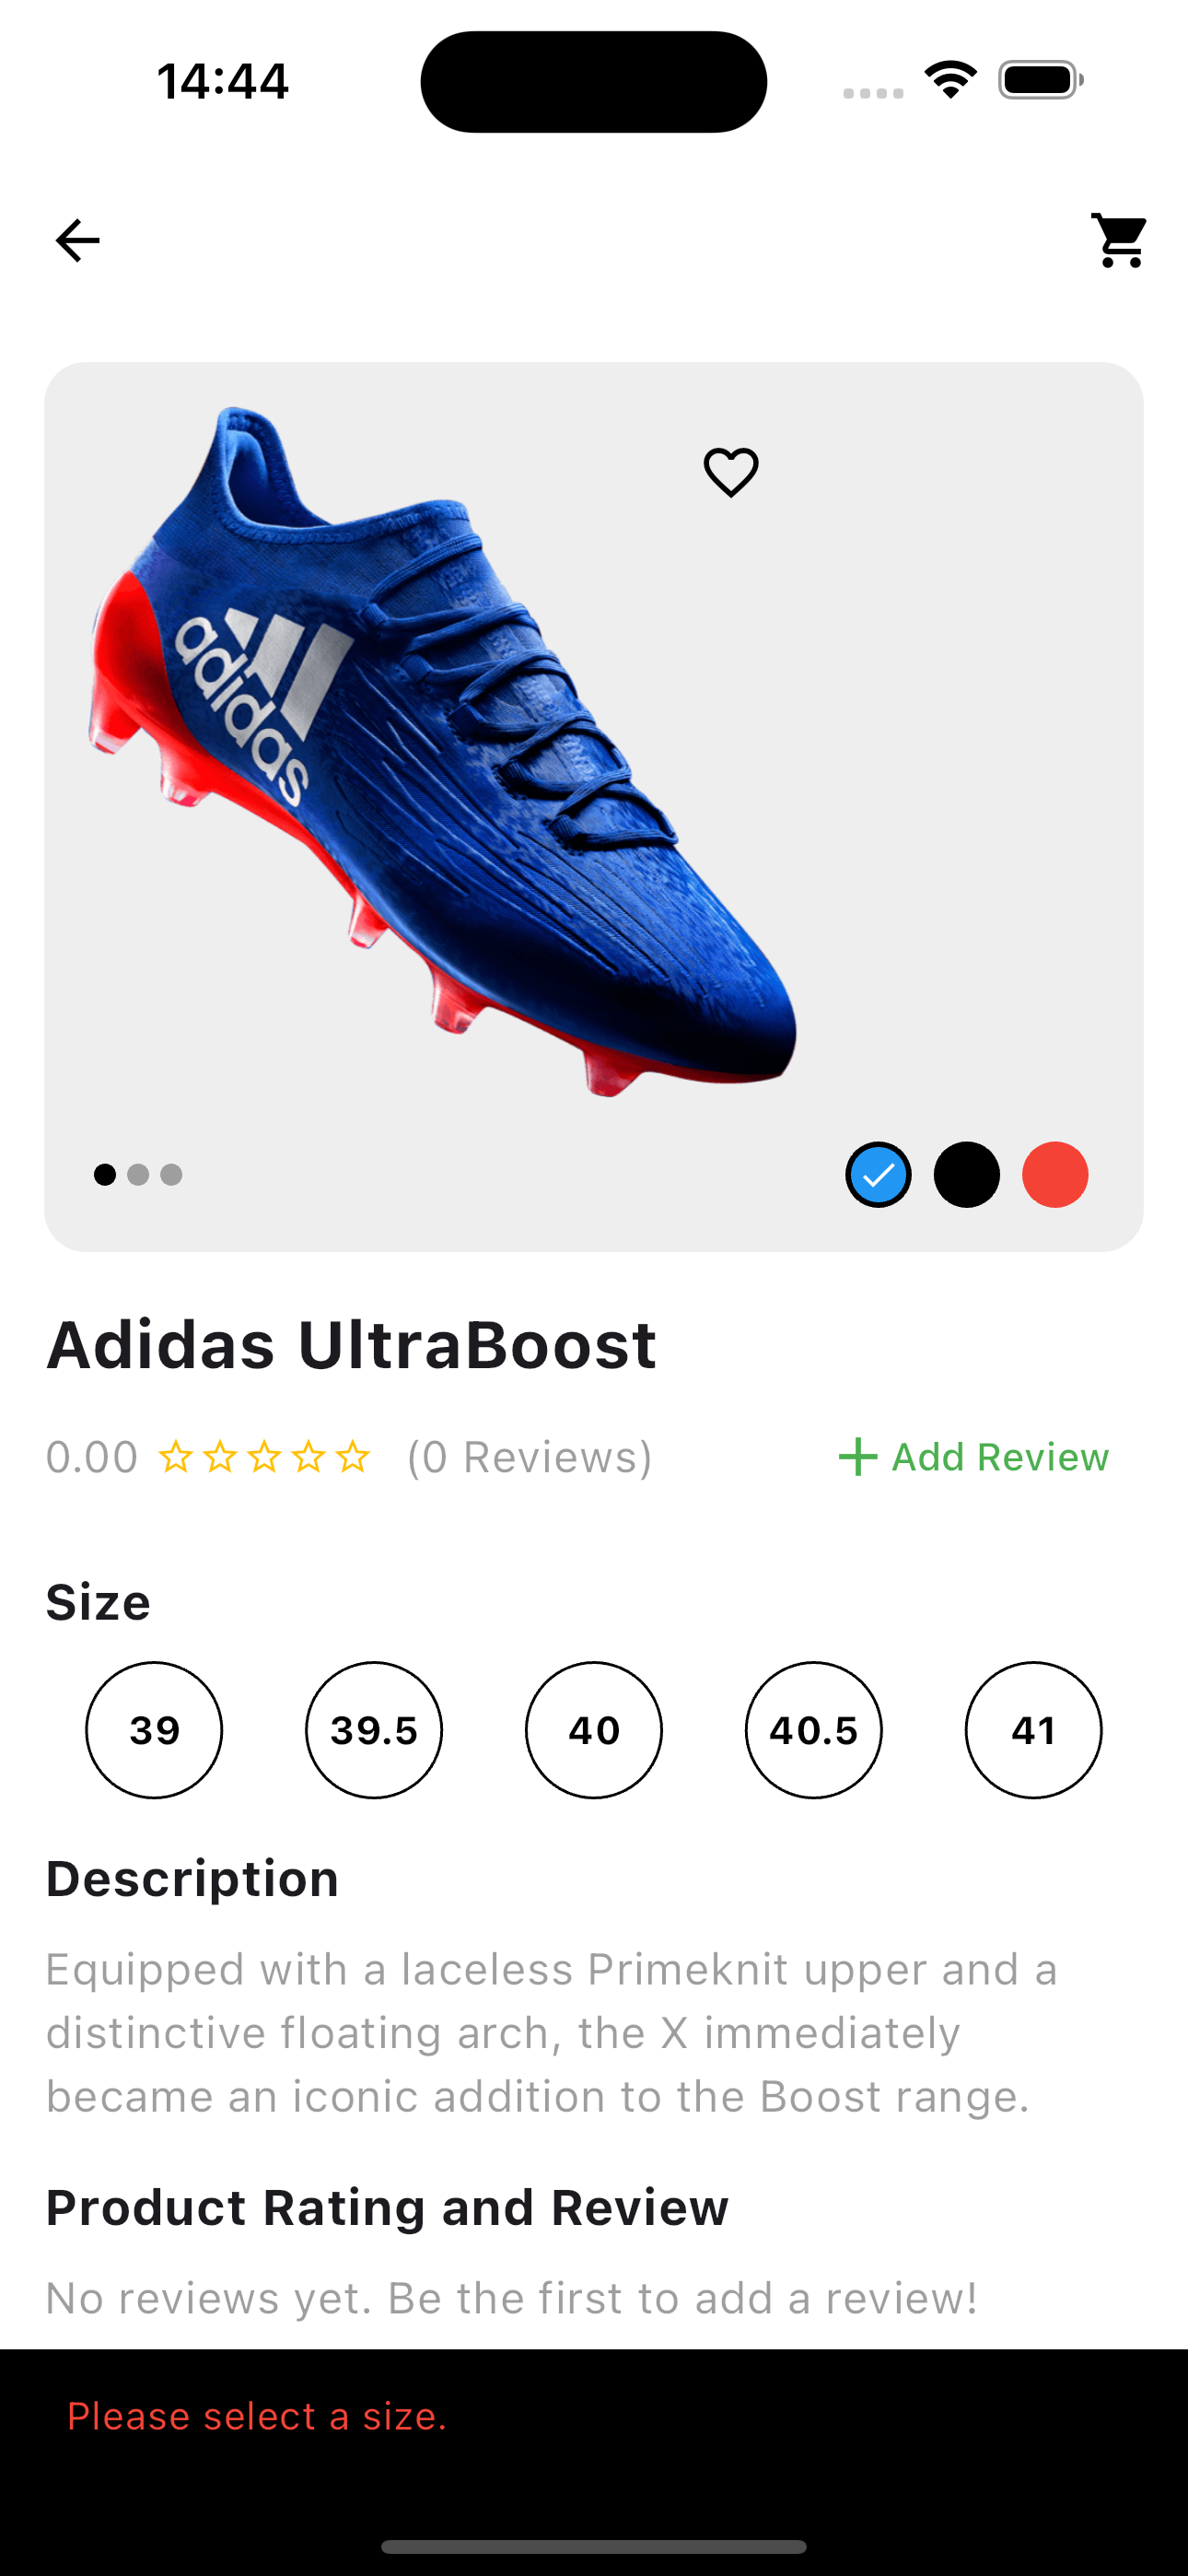 14:44
adidas
Adidas UltraBoost
0.00 (0 Reviews) + Add Review
Size
39 39.5 40 40.5 41
Description
Equipped with a laceless Primeknit upper and a
distinctive floating arch, the X immediately
became an iconic addition to the Boost range.
Product Rating and Review
No reviews yet. Be the first to add a review!
Please select a size.